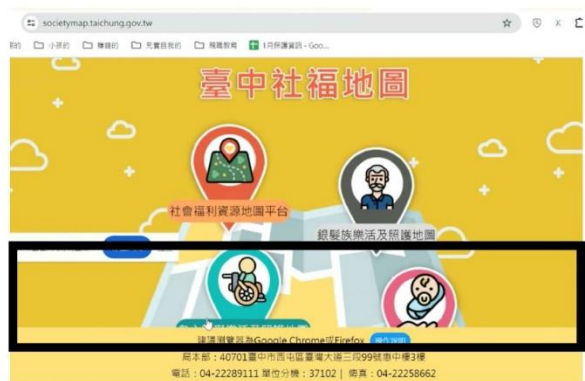 societymap.taichung.gov.tw
小孩的
賺錢的
兒童自我的
1月保護資訊 - Goo...
臺中社福地圖
社會福利資源地圖平台
銀髮族樂活及照護地圖
建議瀏覽器為Google Chrome或Firefox 操作說明
局本部：40701臺中市西屯區臺灣大道三段99號惠中樓3樓
電話：04-22289111 單位分機：37102 | 傳真：04-22258662